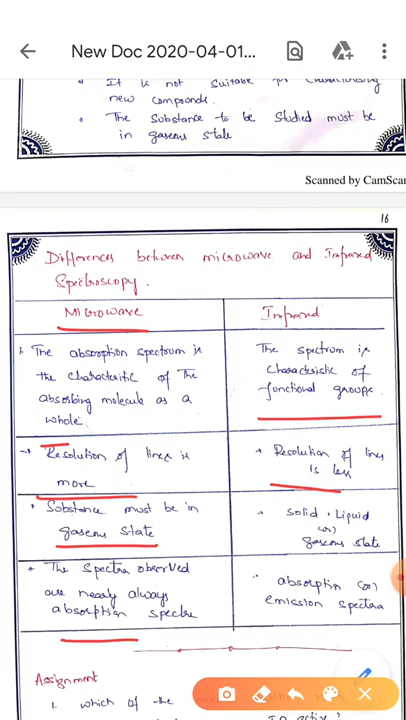 New Doc 2020-04-01...
It is not suitable for characterising
new compounds.
The Substance to be studied must be
in gaseous state
Scanned by CamScan
16
Differences between microwave and Infrared
Spectroscopy.
Microwave
Infrared
1. The absorption spectrum is
the characteristic of The
absorbing molecule as a
whole
The spectrum is
characteristic of
functional groups.
Resolution of lines is
more
Resolution of lines
is less
Substance must be in
gaseous state
solid, Liquid
(or)
gaseous state
The Spectra observed
are nearly always
absorption spectra
absorption (or)
emission spectra
Assignment
1. which of the